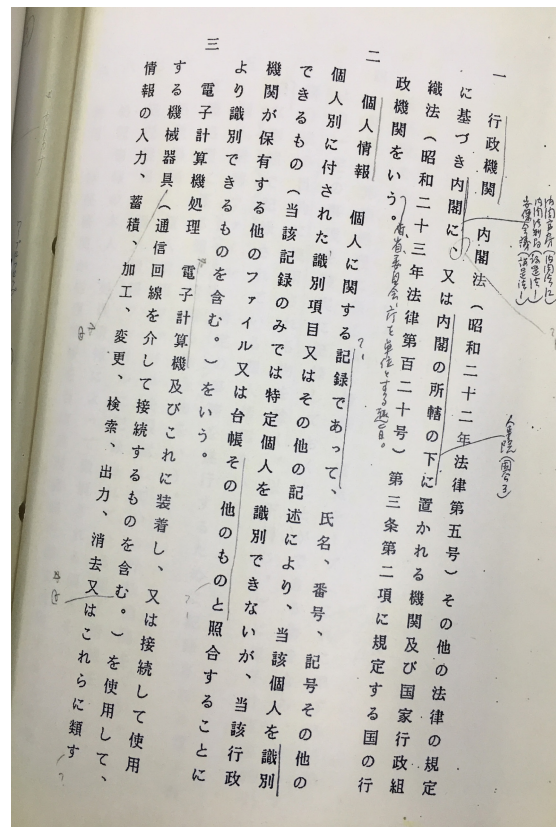 一 行政機関 内閣法(昭和二十二年法律第五号)その他の法律の規定
に基づき内閣に、又は内閣の所轄の下に置かれる機関及び国家行政組
織法(昭和二十三年法律第百二十号)第三条第二項に規定する国の行
政機関をいう。
府、省、委員会、庁を単位とする趣旨。
二 個人情報 個人に関する記録であって、氏名、番号、記号その他の
個人別に付された識別項目又はその他の記述により、当該個人を識別
できるもの(当該記録のみでは特定個人を識別できないが、当該行政
機関が保有する他のファイル又は台帳その他のものと照合することに
より識別できるものを含む。)をいう。
三 電子計算機処理 電子計算機及びこれに装着し、又は接続して使用
する機械器具(通信回線を介して接続するものを含む。)を使用して、
情報の入力、蓄積、加工、変更、検索、出力、消去又はこれらに類す